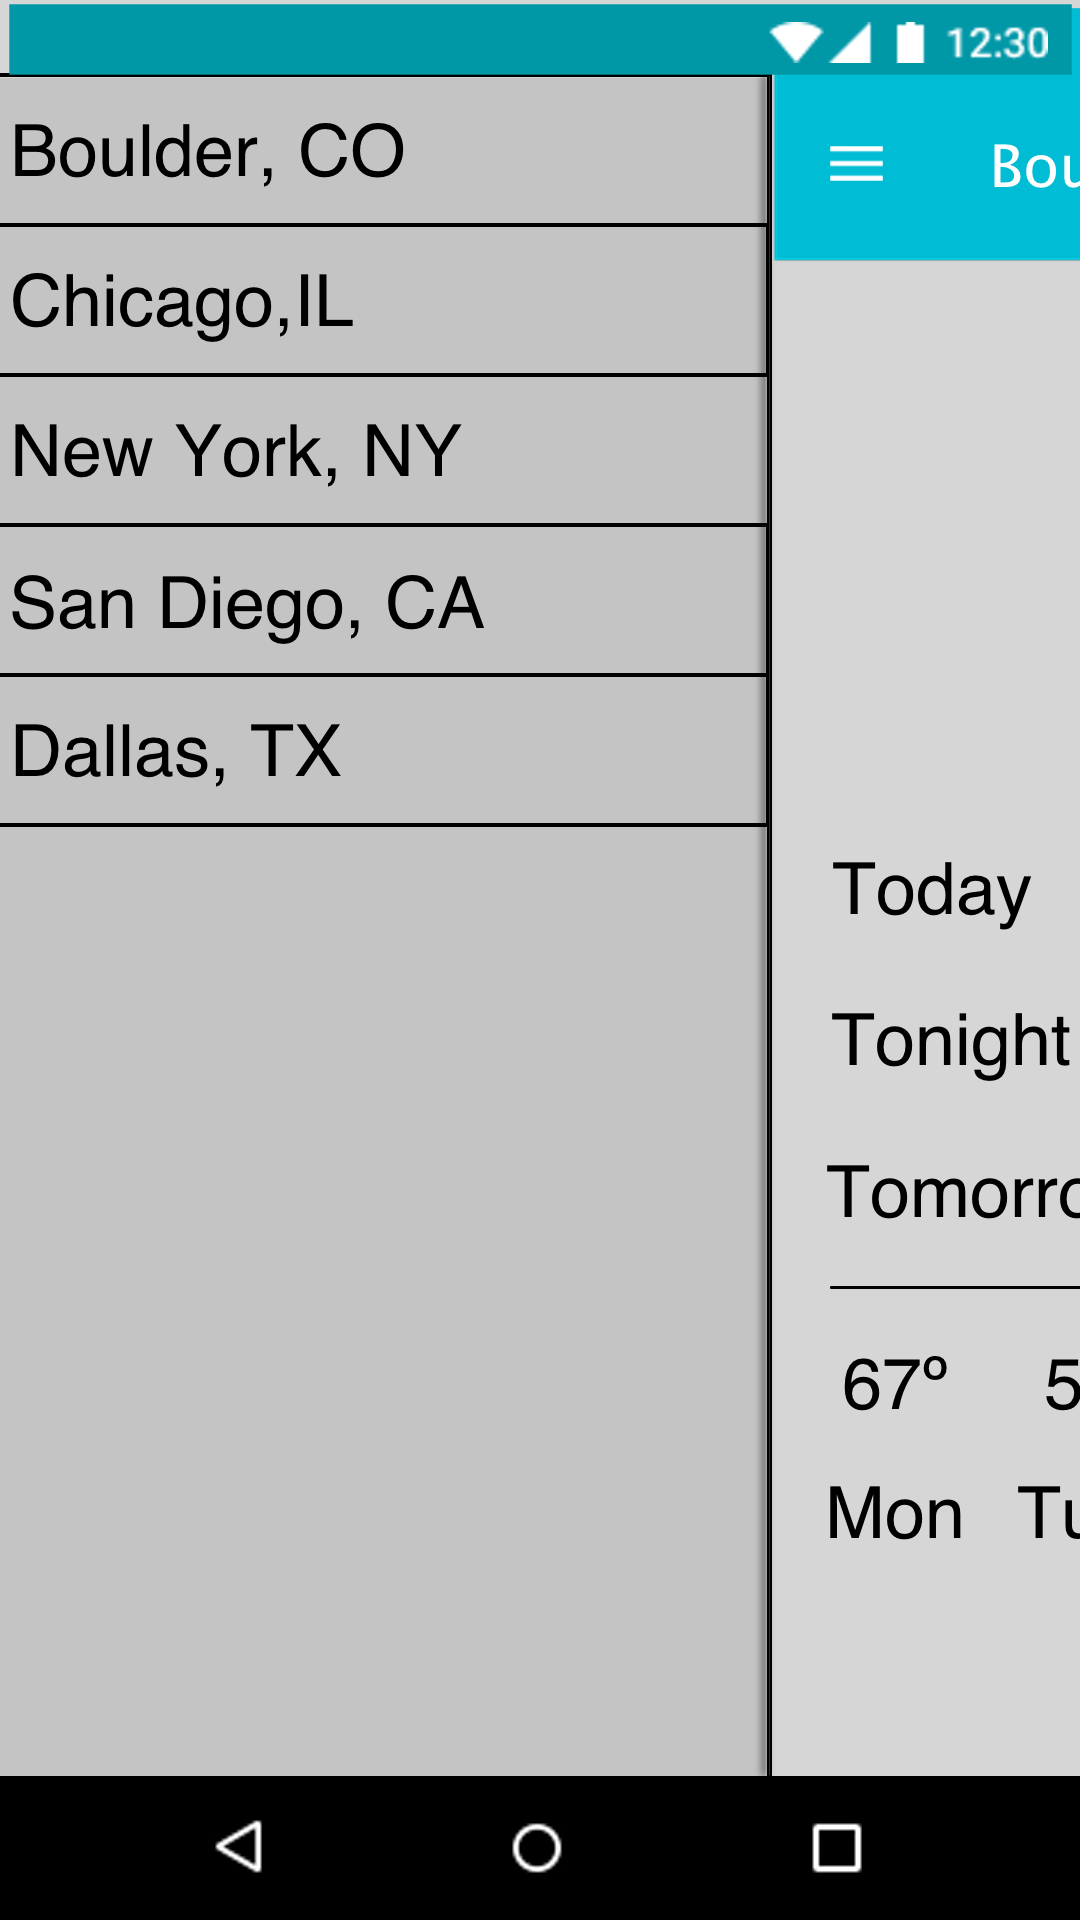 12:30
Boulder, CO
Chicago,IL
New York, NY
San Diego, CA
Dallas, TX
Bou
Today
Tonight
Tomorro
67º 5
Mon Tu